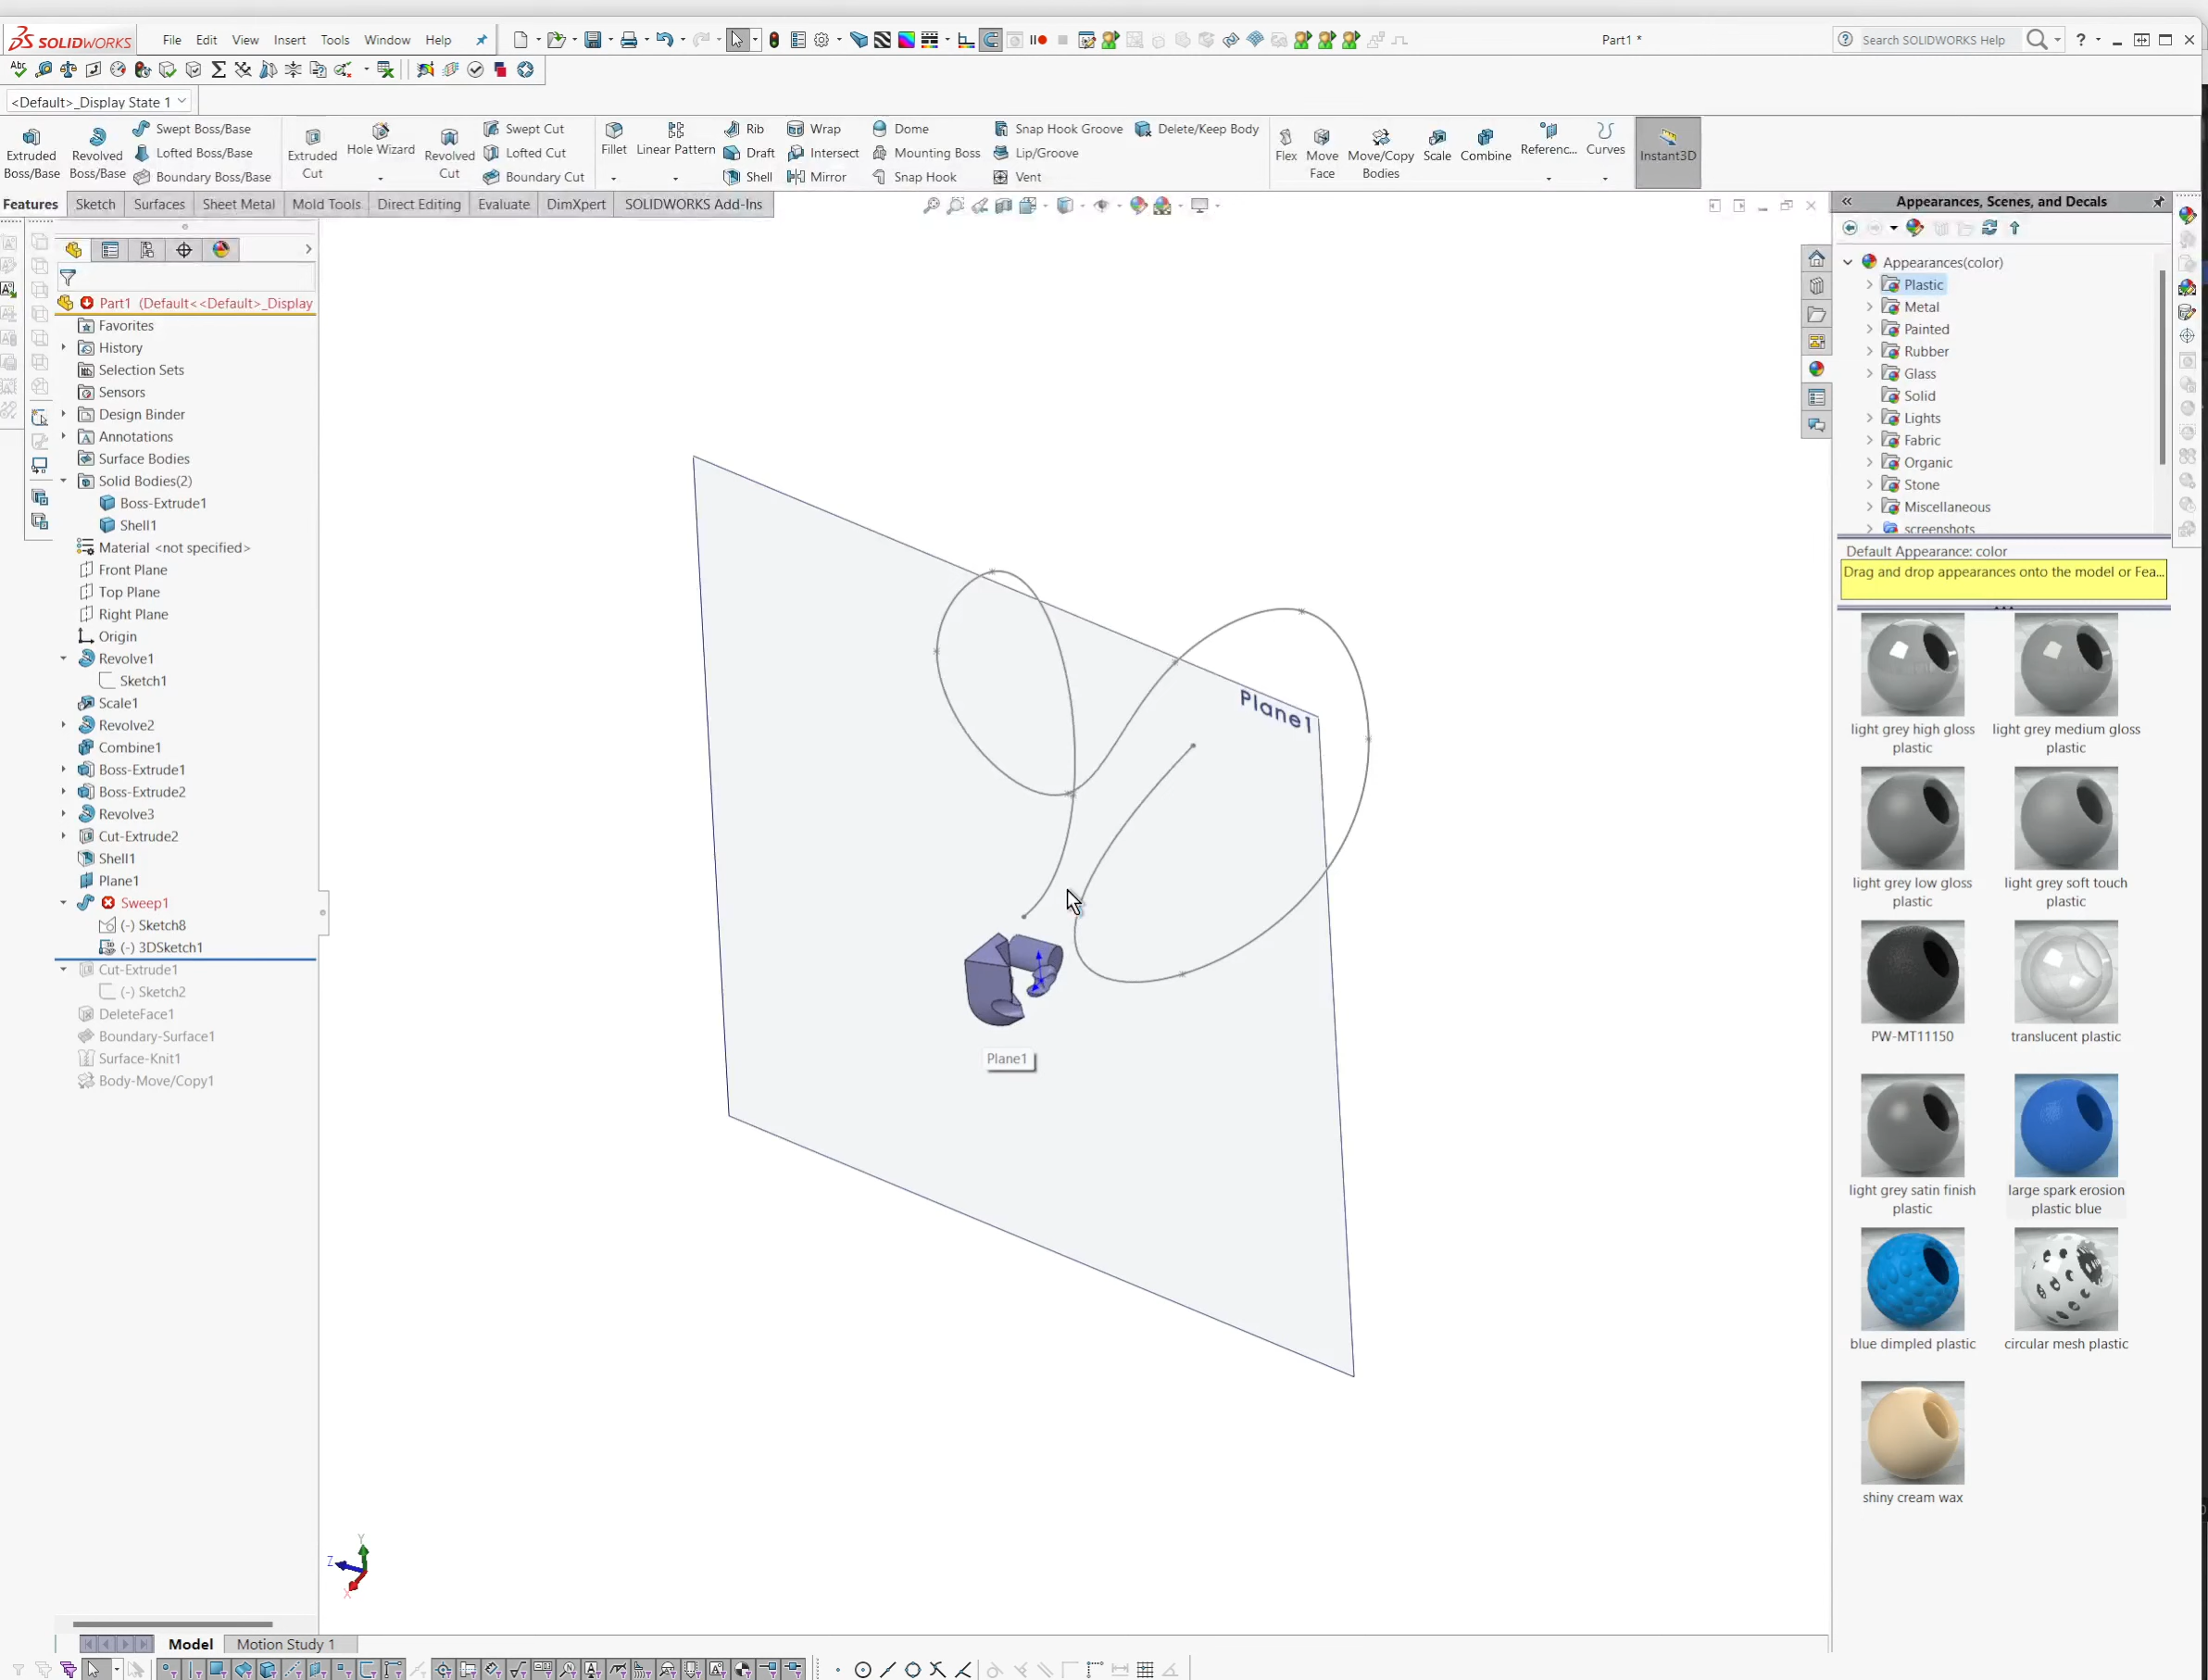 SOLIDWORKS File Edit View Insert Tools Window Help Part1 * Search SOLIDWORKS Help ?
<Default>_Display State 1
Extruded Boss/Base
Revolved Boss/Base
Swept Boss/Base
Lofted Boss/Base
Boundary Boss/Base
Extruded Cut
Hole Wizard
Revolved Cut
Swept Cut
Lofted Cut
Boundary Cut
Fillet
Linear Pattern
Rib
Draft
Shell
Wrap
Intersect
Mirror
Dome
Mounting Boss
Snap Hook
Snap Hook Groove
Lip/Groove
Vent
Delete/Keep Body
Flex
Move Face
Move/Copy Bodies
Scale
Combine
Referenc...
Curves
Instant3D
Features Sketch Surfaces Sheet Metal Mold Tools Direct Editing Evaluate DimXpert SOLIDWORKS Add-Ins
Part1 (Default<<Default>_Display
Favorites
History
Selection Sets
Sensors
Design Binder
Annotations
Surface Bodies
Solid Bodies(2)
Boss-Extrude1
Shell1
Material <not specified>
Front Plane
Top Plane
Right Plane
Origin
Revolve1
Sketch1
Scale1
Revolve2
Combine1
Boss-Extrude1
Boss-Extrude2
Revolve3
Cut-Extrude2
Shell1
Plane1
Sweep1
(-) Sketch8
(-) 3DSketch1
Cut-Extrude1
(-) Sketch2
DeleteFace1
Boundary-Surface1
Surface-Knit1
Body-Move/Copy1
Plane1
Plane1
Y
Z
X
Appearances, Scenes, and Decals
Appearances(color)
Plastic
Metal
Painted
Rubber
Glass
Solid
Lights
Fabric
Organic
Stone
Miscellaneous
screenshots
Default Appearance: color
Drag and drop appearances onto the model or Fea...
light grey high gloss plastic
light grey medium gloss plastic
light grey low gloss plastic
light grey soft touch plastic
PW-MT11150
translucent plastic
light grey satin finish plastic
large spark erosion plastic blue
blue dimpled plastic
circular mesh plastic
shiny cream wax
Model Motion Study 1